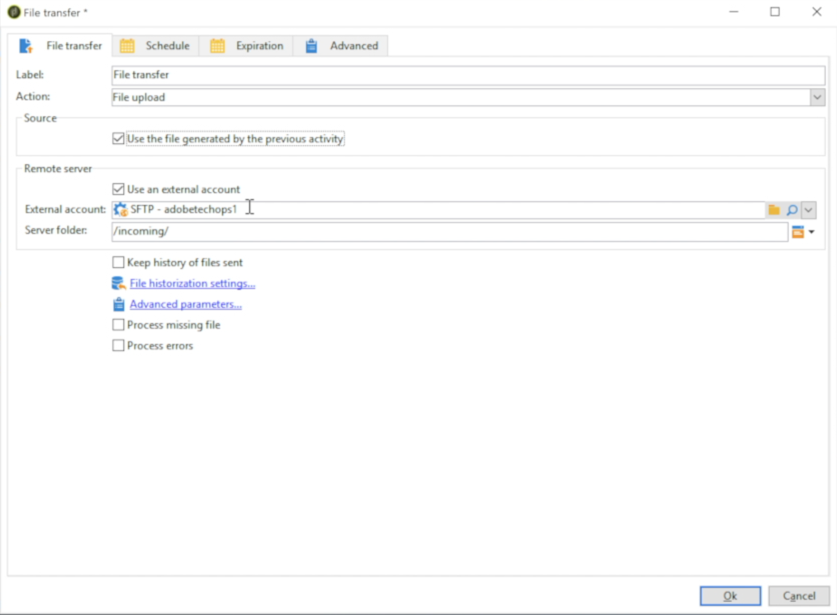 File transfer *
File transfer Schedule Expiration Advanced
Label: File transfer
Action: File upload
Source
Use the file generated by the previous activity
Remote server
Use an external account
External account: SFTP - adobetechops1
Server folder: /incoming/
Keep history of files sent
File historization settings...
Advanced parameters...
Process missing file
Process errors
Ok Cancel